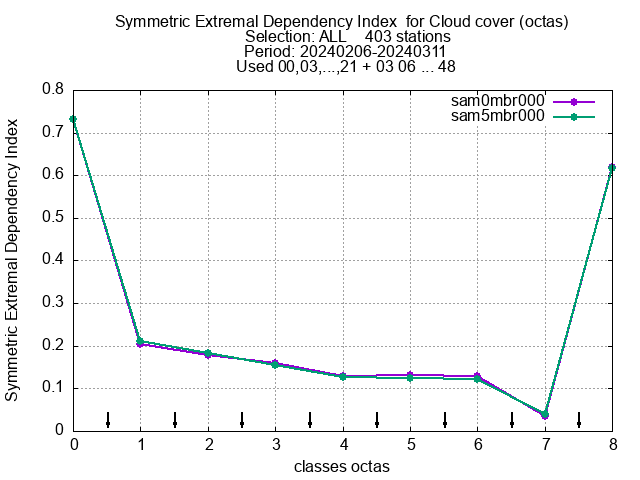 Symmetric Extremal Dependency Index  for Cloud cover (octas)
Selection: ALL    403 stations
Period: 20240206-20240311
Used 00,03,...,21 + 03 06 ... 48
sam0mbr000
sam5mbr000
Symmetric Extremal Dependency Index
0.8
0.7
0.6
0.5
0.4
0.3
0.2
0.1
0
0 1 2 3 4 5 6 7 8
classes octas